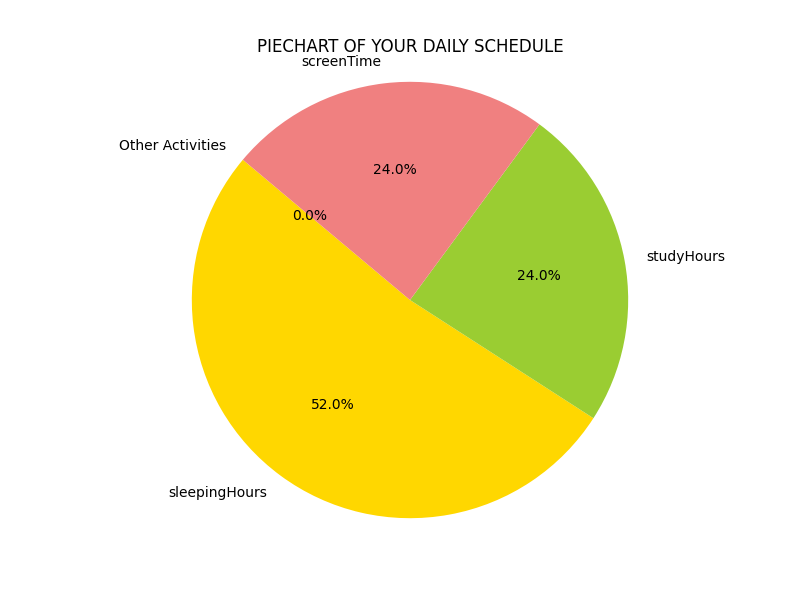 PIECHART OF YOUR DAILY SCHEDULE
screenTime
Other Activities
24.0%
0.0%
studyHours
24.0%
52.0%
sleepingHours